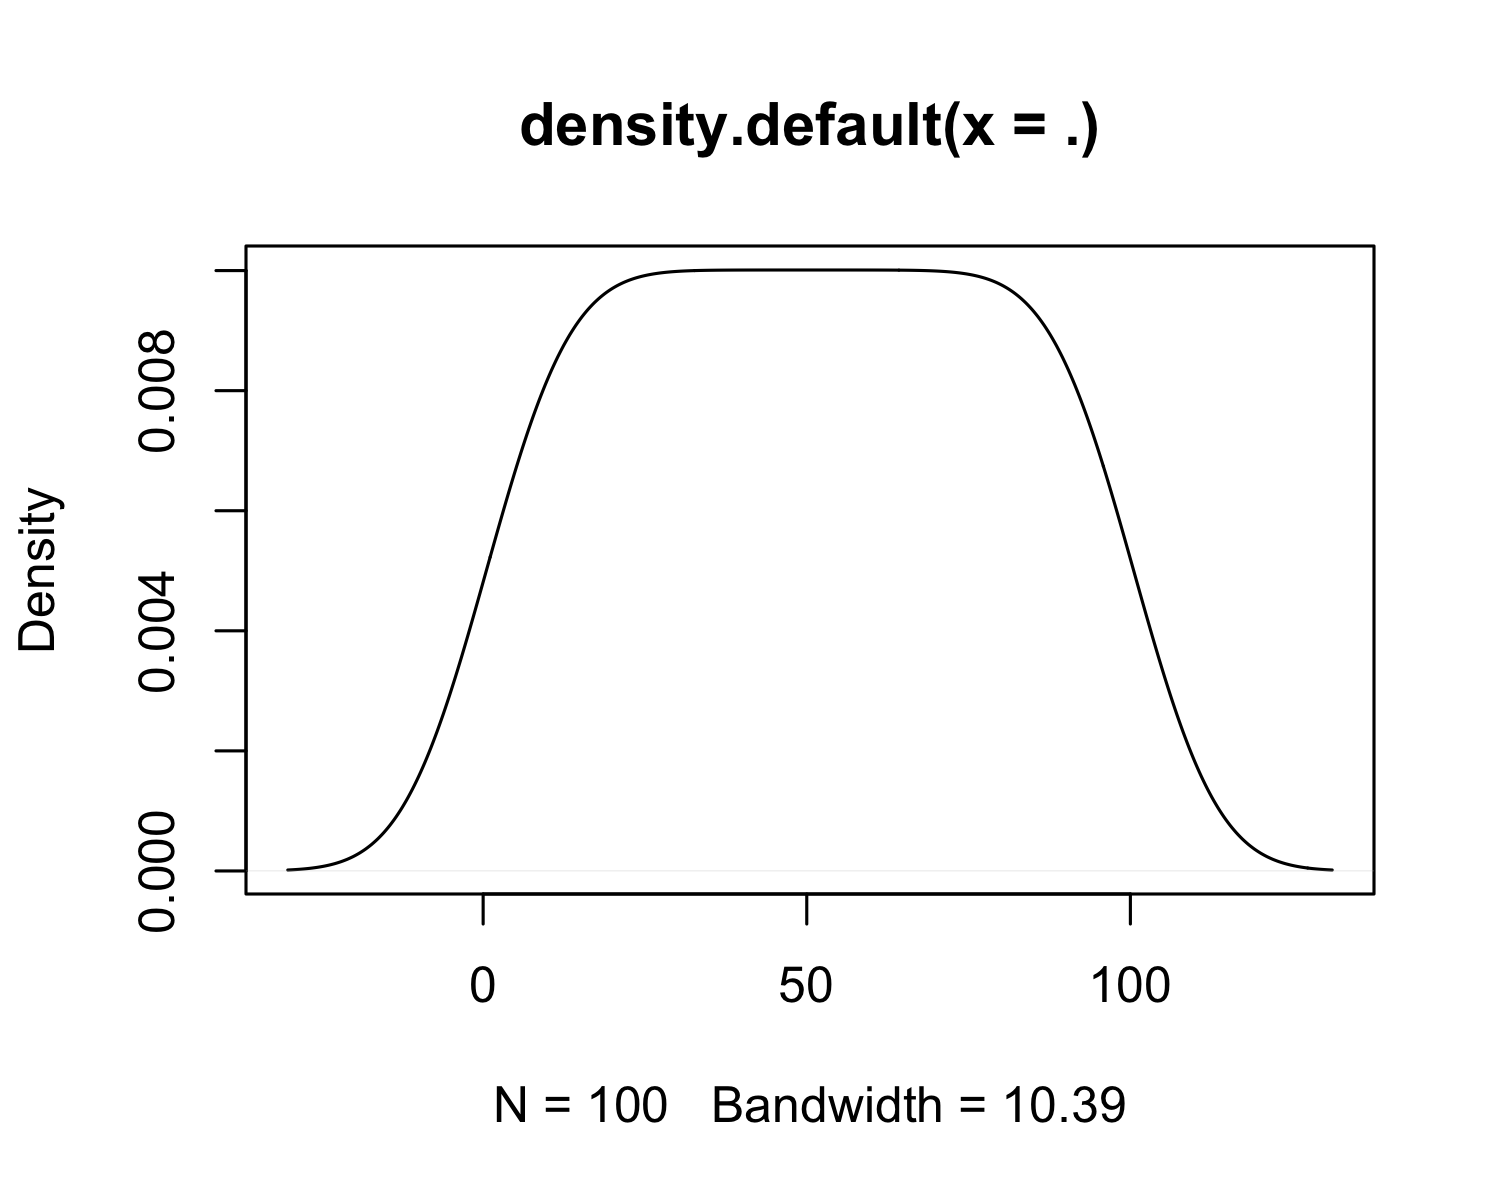 density.default(x = .)
Density
0.008
0.004
0.000
0 50 100
N = 100 Bandwidth = 10.39